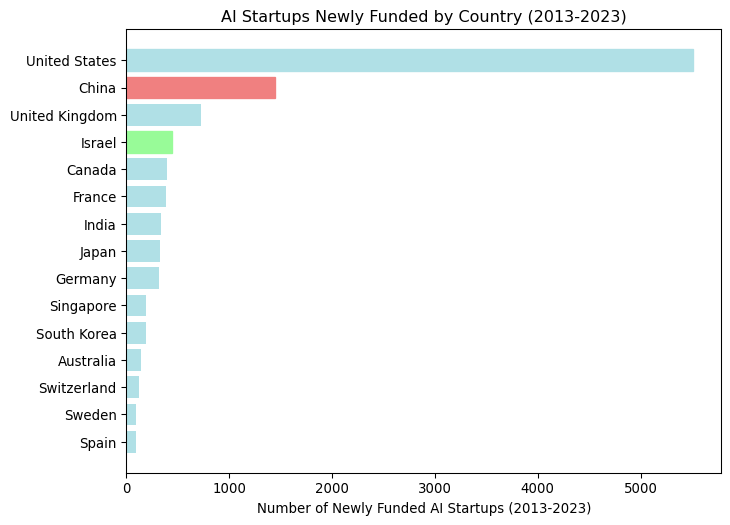 AI Startups Newly Funded by Country (2013-2023)
United States
China
United Kingdom
Israel
Canada
France
India
Japan
Germany
Singapore
South Korea
Australia
Switzerland
Sweden
Spain
0 1000 2000 3000 4000 5000
Number of Newly Funded AI Startups (2013-2023)